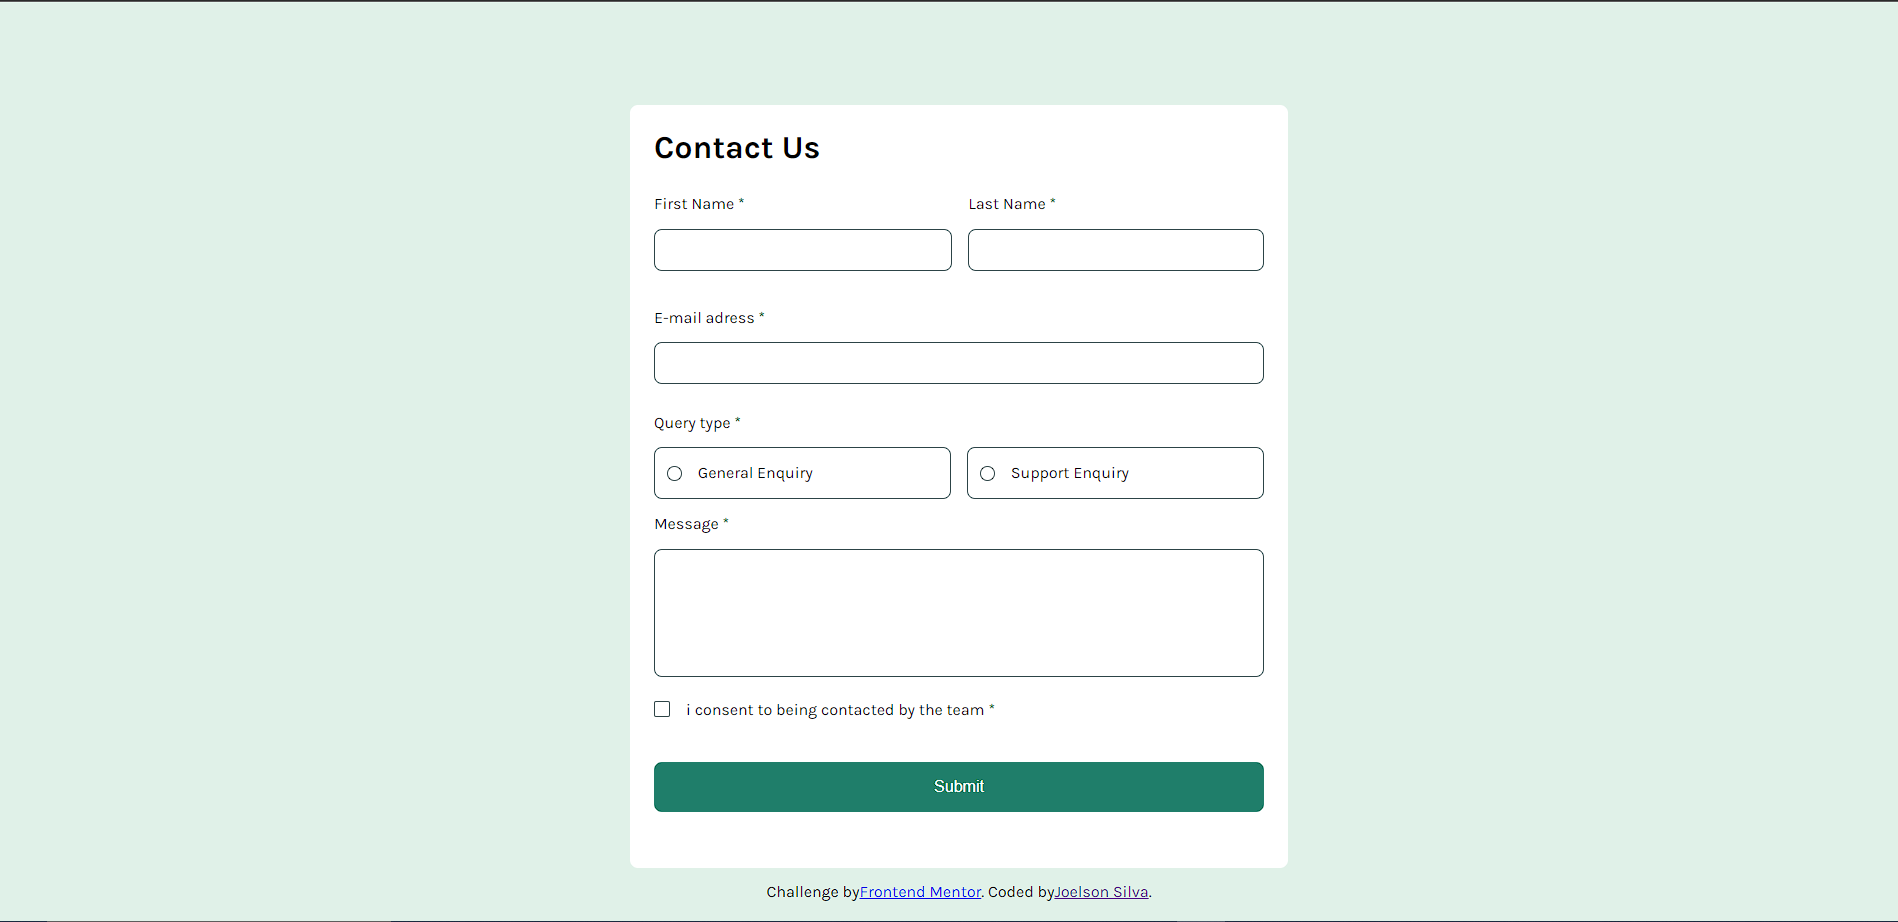 Contact Us
First Name * Last Name *
E-mail adress *
Query type *
General Enquiry Support Enquiry
Message *
i consent to being contacted by the team *
Submit
Challenge byFrontend Mentor. Coded byJoelson Silva.